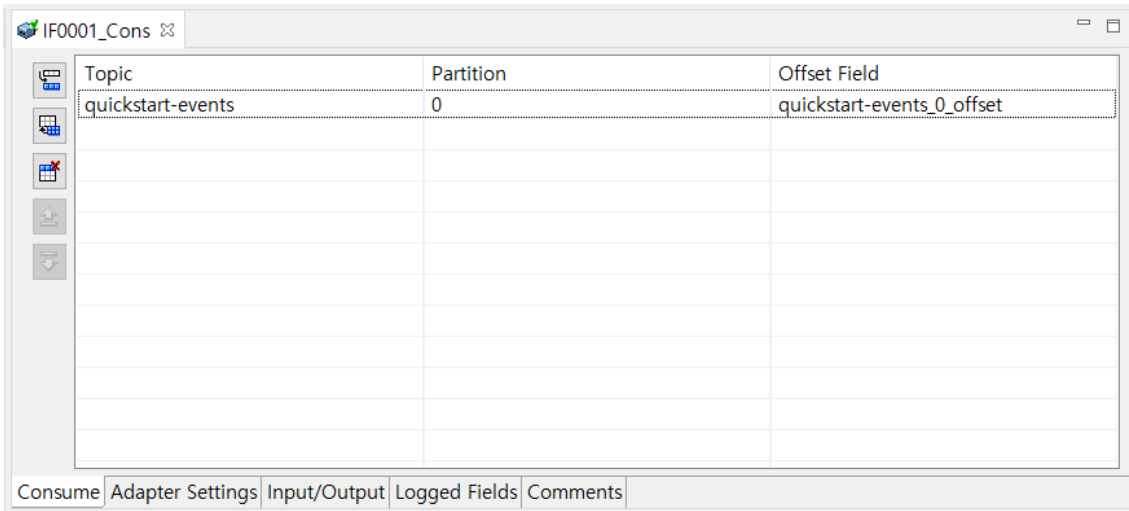 IF0001_Cons
Topic Partition Offset Field
quickstart-events 0 quickstart-events_0_offset
Consume Adapter Settings Input/Output Logged Fields Comments